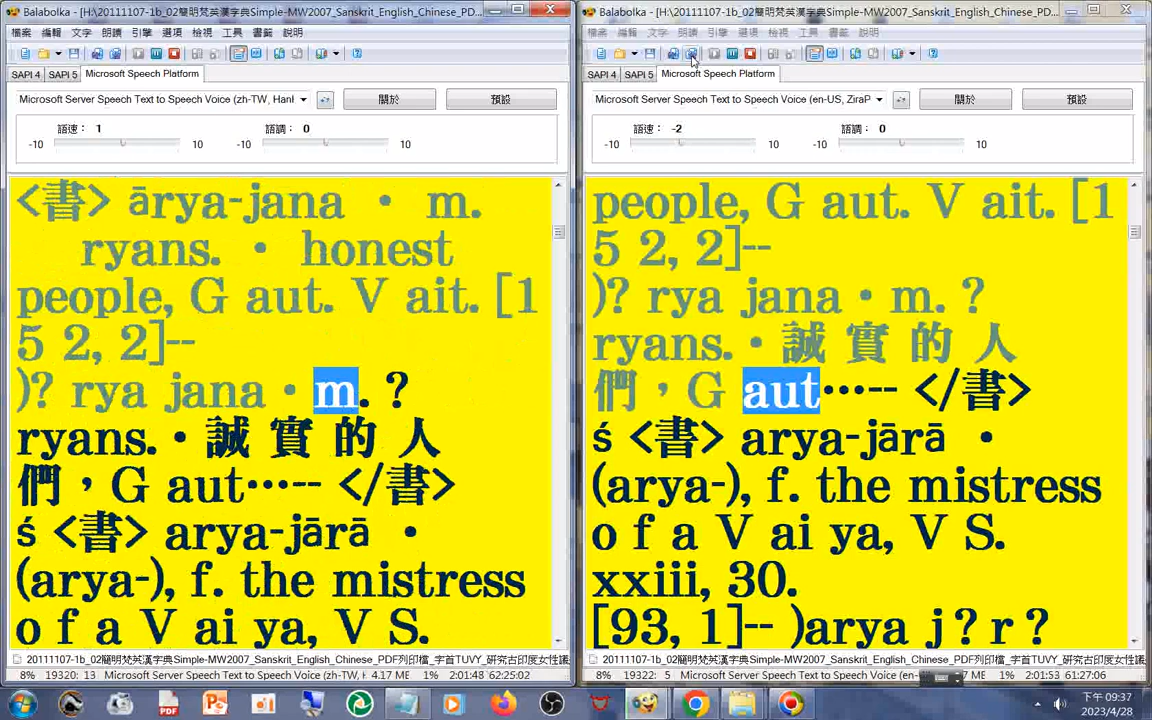 Balabolka - [H:\20111107-1b_02簡明梵英漢字典Simple-MW2007_Sanskrit_English_Chinese_PD...
檔案 編輯 文字 朗讀 引擎 選項 檢視 工具 書籤 說明
SAPI 4 SAPI 5 Microsoft Speech Platform
Microsoft Server Speech Text to Speech Voice (zh-TW, HanH 關於 預設
語速： 1 語調： 0
-10 10 -10 10
<書> ārya-jana • m.
ryans. • honest
people, G aut. V ait. [1
5 2, 2]--
)? rya jana • m. ?
ryans. • 誠 實 的 人
們，G aut…-- </書>
ś <書> arya-jārā •
(arya-), f. the mistress
o f a V ai ya, V S.
20111107-1b_02簡明梵英漢字典Simple-MW2007_Sanskrit_English_Chinese_PDF列印檔_字首TUVY_研究古印度女性議
8% 19320: 13 Microsoft Server Speech Text to Speech Voice (zh-TW, H 4.17 ME 1% 2:01:48 62:25:02
Balabolka - [H:\20111107-1b_02簡明梵英漢字典Simple-MW2007_Sanskrit_English_Chinese_PD...
檔案 編輯 文字 朗讀 引擎 選項 檢視 工具 書籤 說明
SAPI 4 SAPI 5 Microsoft Speech Platform
Microsoft Server Speech Text to Speech Voice (en-US, ZiraP 關於 預設
語速： -2 語調： 0
-10 10 -10 10
people, G aut. V ait. [1
5 2, 2]--
)? rya jana • m. ?
ryans. • 誠 實 的 人
們，G aut…-- </書>
ś <書> arya-jārā •
(arya-), f. the mistress
o f a V ai ya, V S.
xxiii, 30.
[93, 1]-- )arya j ? r ?
20111107-1b_02簡明梵英漢字典Simple-MW2007_Sanskrit_English_Chinese_PDF列印檔_字首TUVY_研究古印度女性議
8% 19322: 5 Microsoft Server Speech Text to Speech Voice (en-U 1% 2:01:53 61:27:06
下午 09:37
2023/4/28